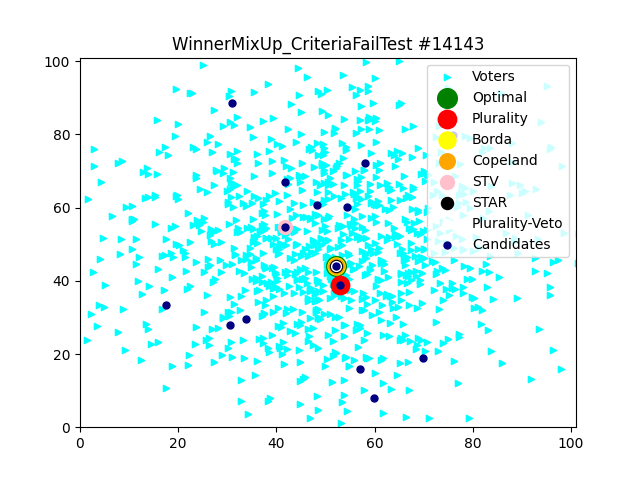 WinnerMixUp_CriteriaFailTest #14143
100
80
60
40
20
0
0 20 40 60 80 100
Voters
Optimal
Plurality
Borda
Copeland
STV
STAR
Plurality-Veto
Candidates